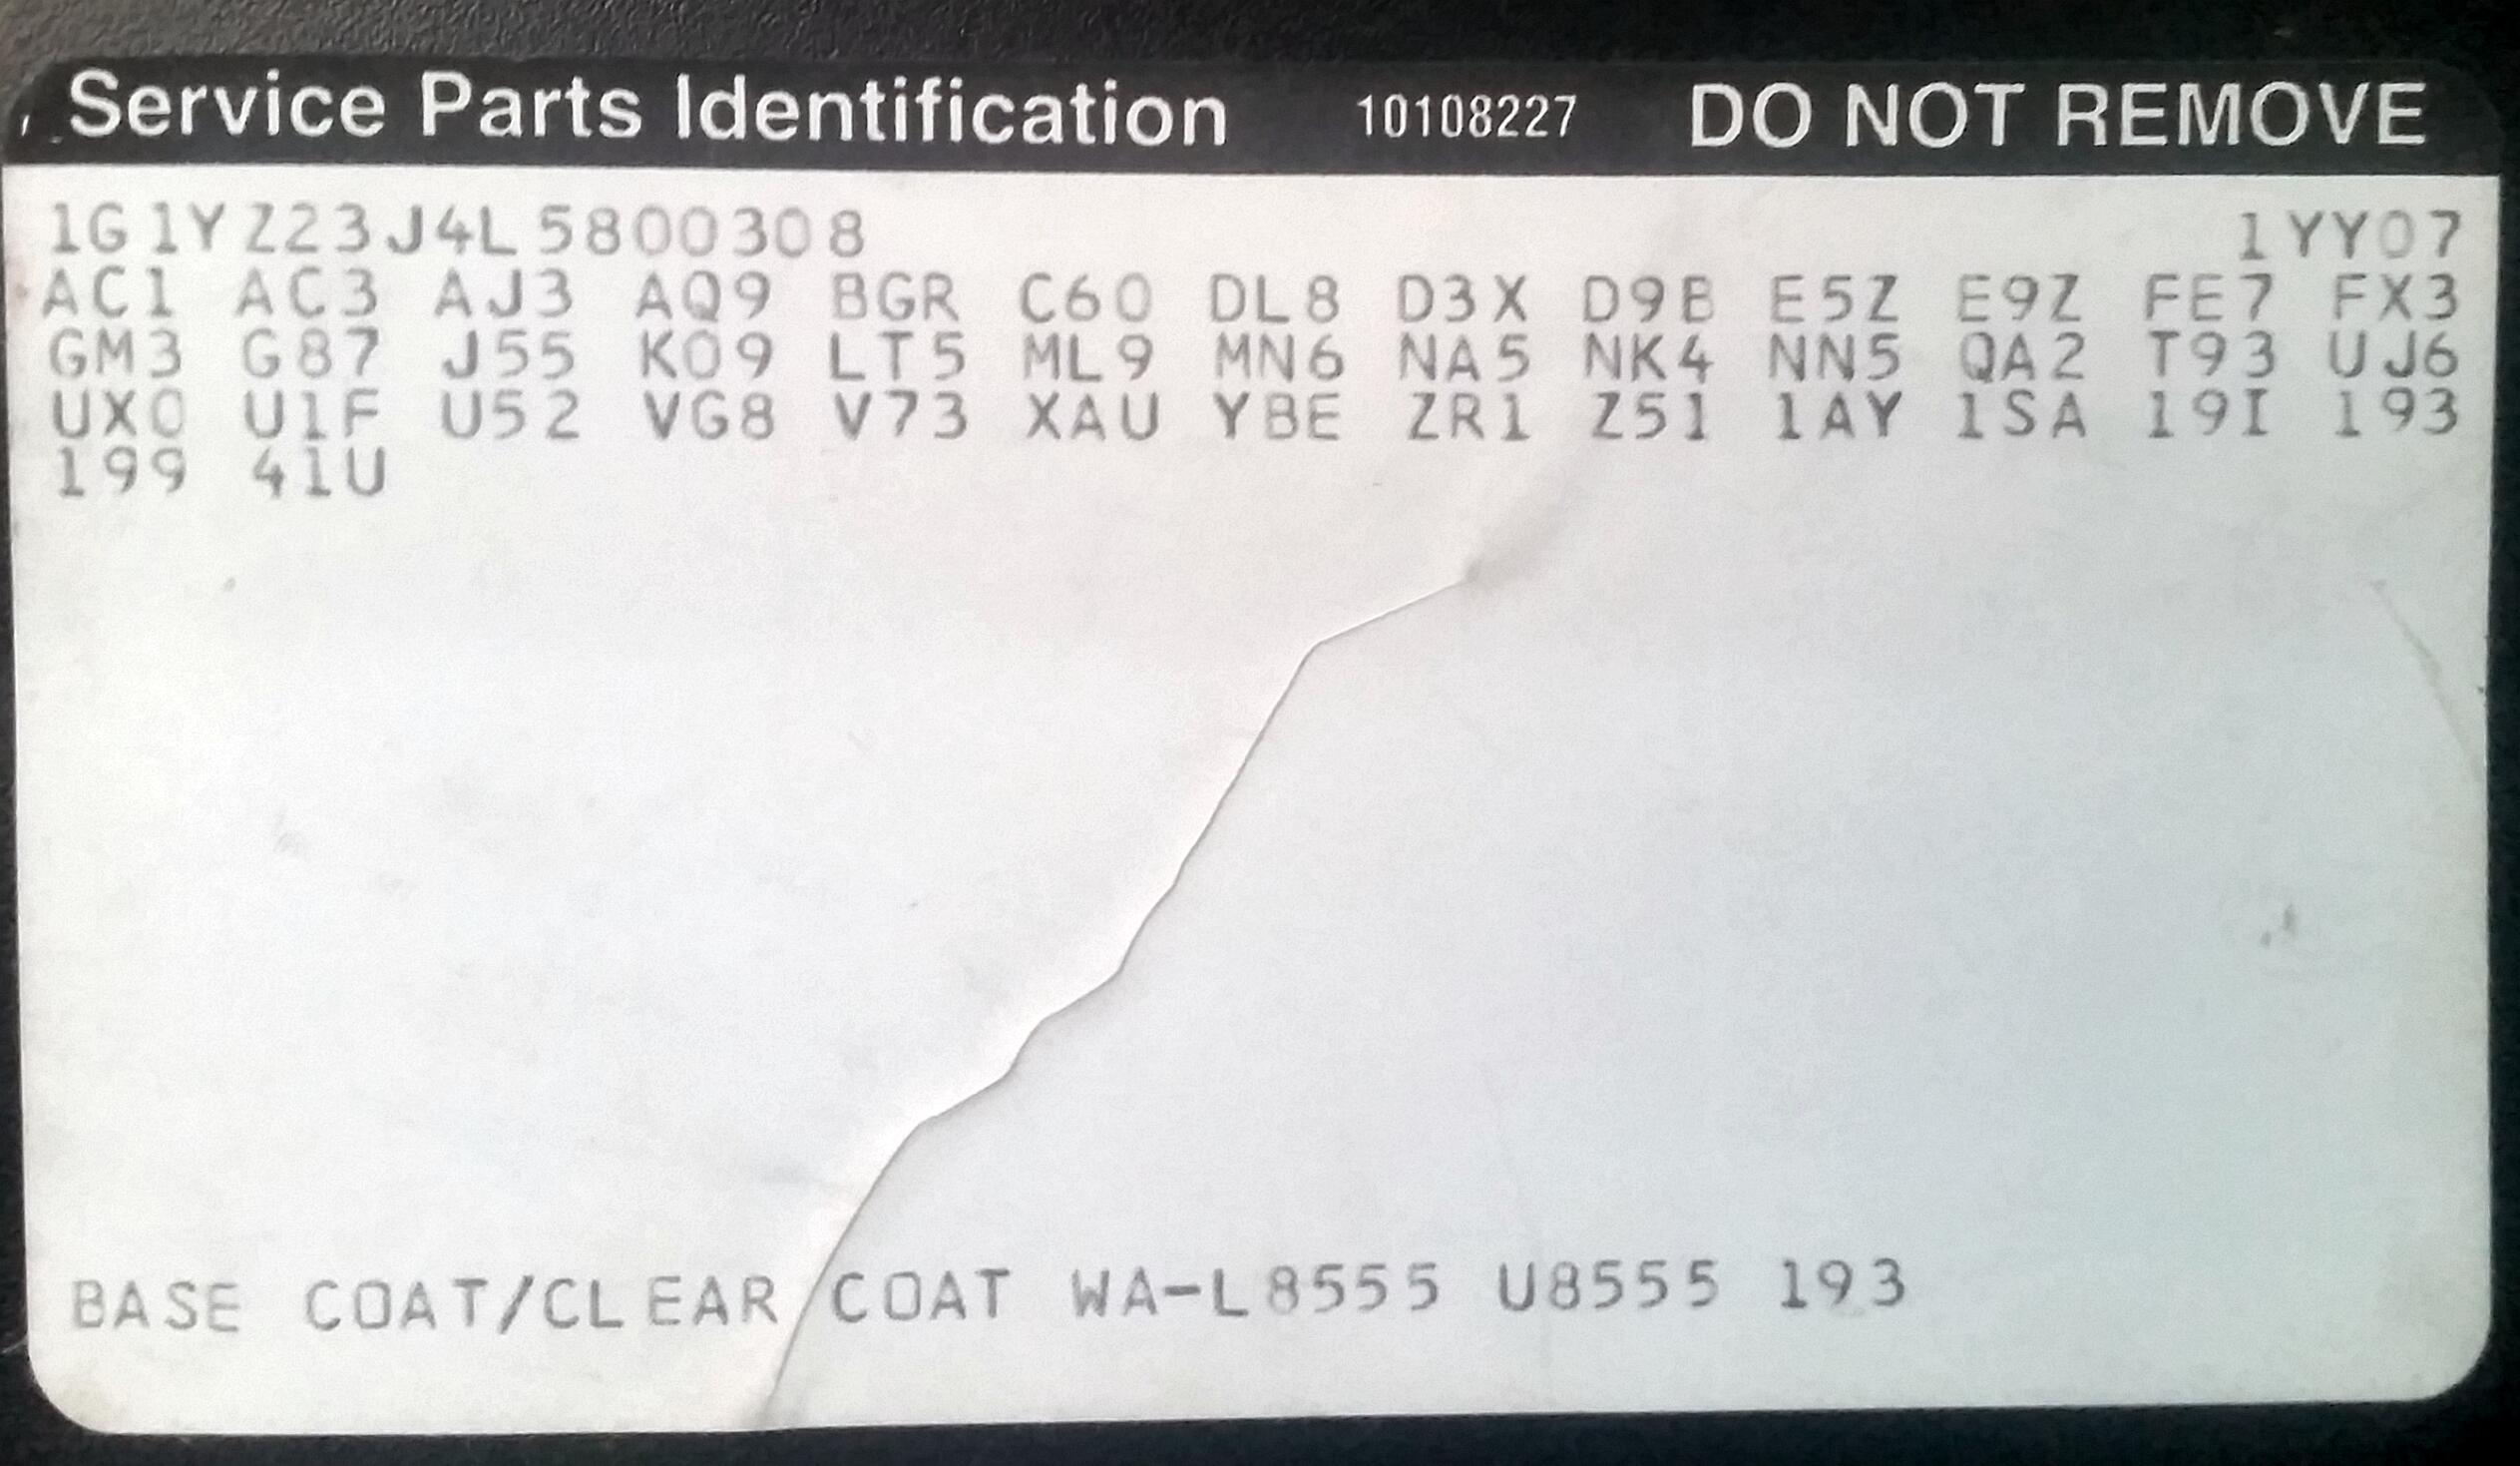 Service Parts Identification 10108227 DO NOT REMOVE
1G1YZ23J4L5800308 1YY07
AC1 AC3 AJ3 AQ9 BGR C60 DL8 D3X D9B E5Z E9Z FE7 FX3
GM3 G87 J55 K09 LT5 ML9 MN6 NA5 NK4 NN5 QA2 T93 UJ6
UX0 U1F U52 VG8 V73 XAU YBE ZR1 Z51 1AY 1SA 19I 193
199 41U
BASE COAT/CLEAR COAT WA-L8555 U8555 193